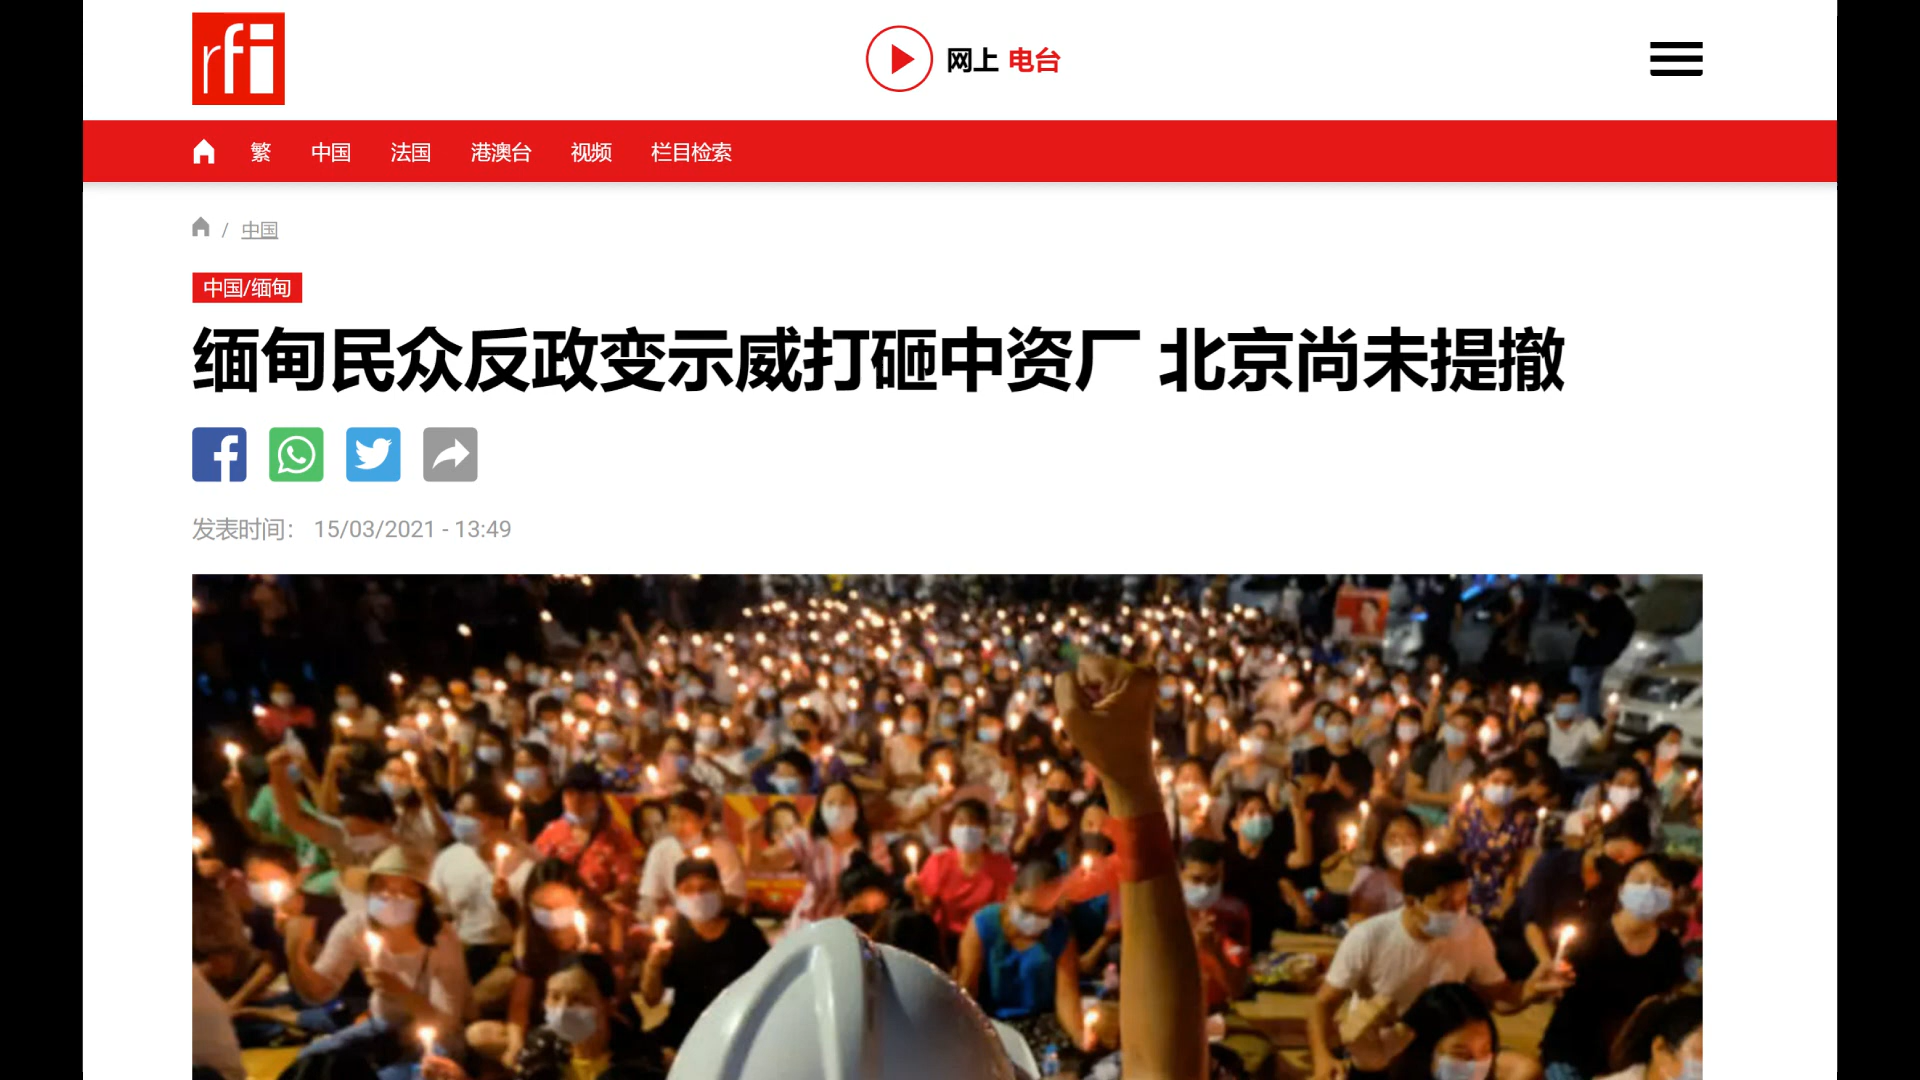 rfi
网上 电台
繁 中国 法国 港澳台 视频 栏目检索
/ 中国
中国/缅甸
缅甸民众反政变示威打砸中资厂 北京尚未提撤
发表时间： 15/03/2021 - 13:49